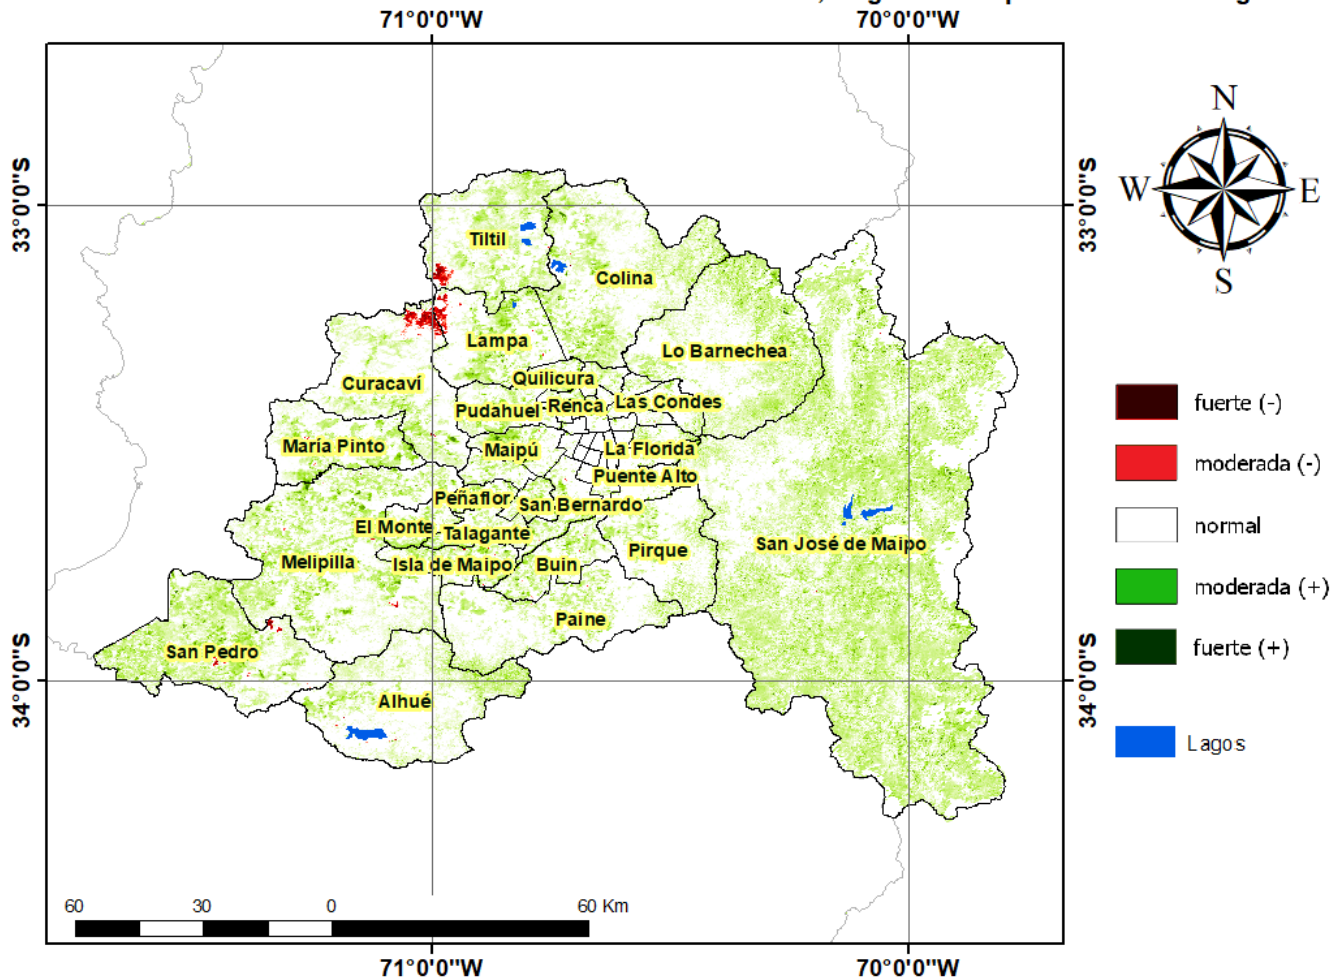 71°0'0"W
70°0'0"W
33°0'0"S
33°0'0"S
N
W
E
S
Tiltil
Colina
Lampa
Lo Barnechea
Quilicura
Curacaví
Renca
Las Condes
Pudahuel
María Pinto
Maipú
La Florida
Puente Alto
Peñaflor
San Bernardo
El Monte
Talagante
San José de Maipo
Pirque
Melipilla
Isla de Maipo
Buin
Paine
San Pedro
Alhué
fuerte (-)
moderada (-)
normal
moderada (+)
fuerte (+)
Lagos
34°0'0"S
34°0'0"S
60
30
0
60 Km
71°0'0"W
70°0'0"W